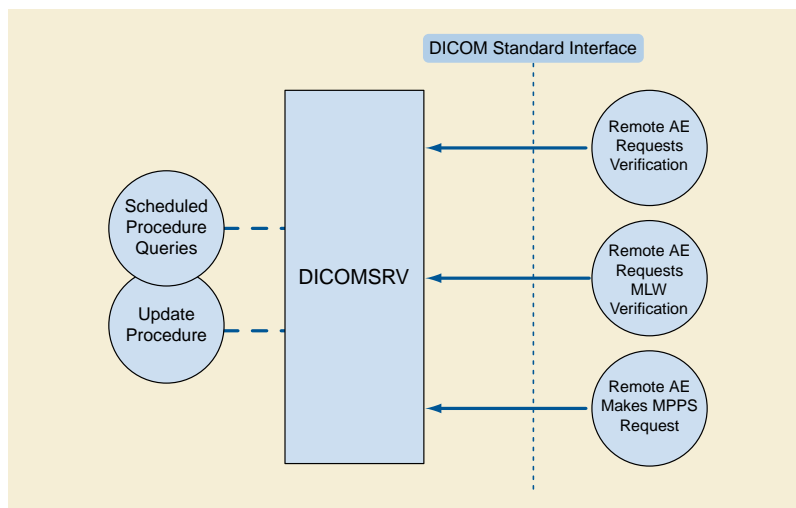 DICOM Standard Interface
Scheduled
Procedure
Queries
Update
Procedure
DICOMSRV
Remote AE
Requests
Verification
Remote AE
Requests
MLW
Verification
Remote AE
Makes MPPS
Request